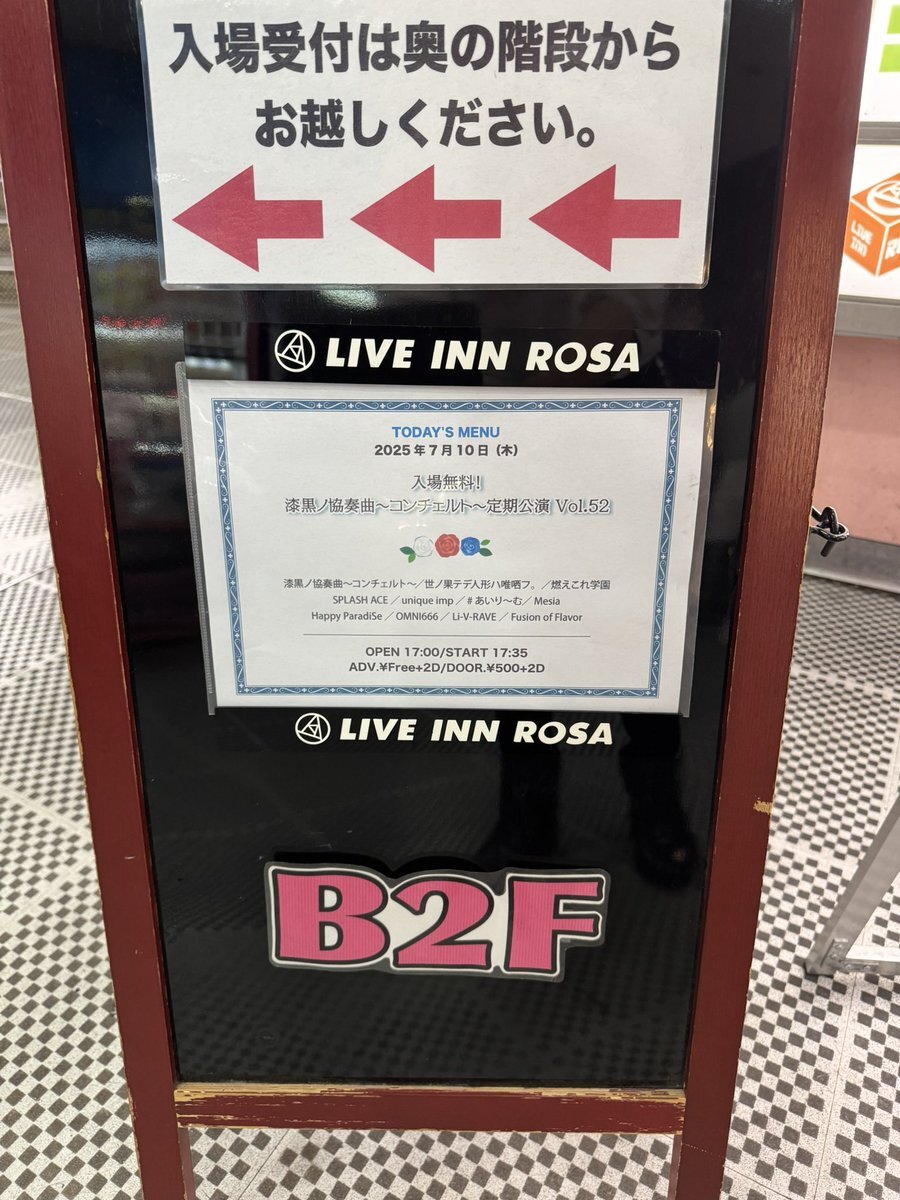 入場受付は奥の階段から
お越しください。
LIVE INN ROSA
TODAY'S MENU
2025年7月10日 (木)
入場無料!
漆黒ノ協奏曲〜コンチェルト〜定期公演 Vol.52
漆黒ノ協奏曲〜コンチェルト〜／世ノ果テデ人形ハ唯哂フ。／燃えこれ学園
SPLASH ACE ／ unique imp ／ # あいり〜む ／ Mesia
Happy ParadiSe ／ OMNI666 ／ Li-V-RAVE ／ Fusion of Flavor
OPEN 17:00/START 17:35
ADV.¥Free+2D/DOOR.¥500+2D
LIVE INN ROSA
B2F
LIVE
INN